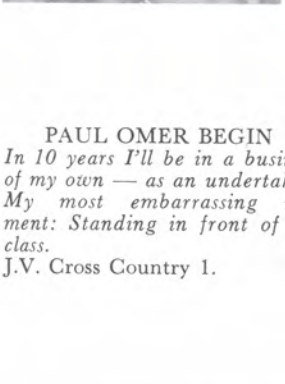 PAUL OMER BEGIN
In 10 years I'll be in a busi
of my own — as an undertak
My most embarrassing
ment: Standing in front of
class.
J.V. Cross Country 1.